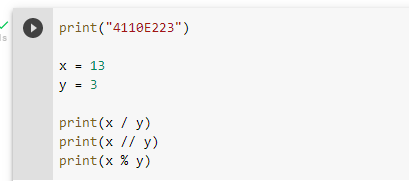 print("4110E223")
x = 13
y = 3
print(x / y)
print(x // y)
print(x % y)